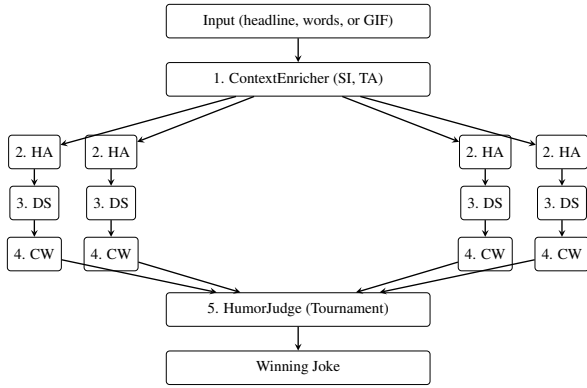 Input (headline, words, or GIF)
1. ContextEnricher (SI, TA)
2. HA
2. HA
2. HA
2. HA
3. DS
3. DS
3. DS
3. DS
4. CW
4. CW
4. CW
4. CW
5. HumorJudge (Tournament)
Winning Joke